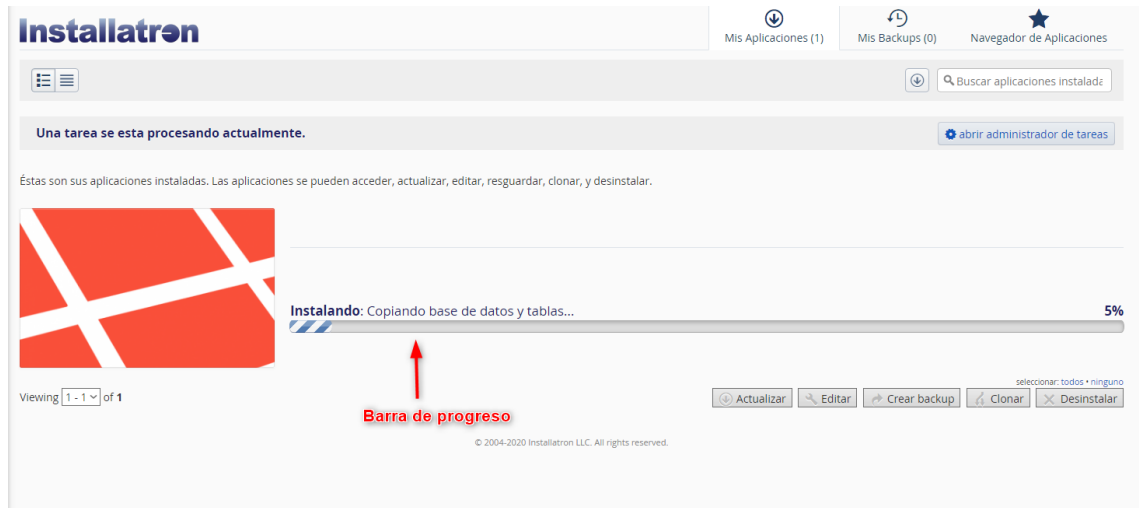 Installatron
Mis Aplicaciones (1)
Mis Backups (0)
Navegador de Aplicaciones
Buscar aplicaciones instalada
Una tarea se esta procesando actualmente.
abrir administrador de tareas
Éstas son sus aplicaciones instaladas. Las aplicaciones se pueden acceder, actualizar, editar, resguardar, clonar, y desinstalar.
Instalando: Copiando base de datos y tablas... 5%
Barra de progreso
seleccionar: todos • ninguno
Viewing 1 - 1 of 1
Actualizar
Editar
Crear backup
Clonar
Desinstalar
© 2004-2020 Installatron LLC. All rights reserved.